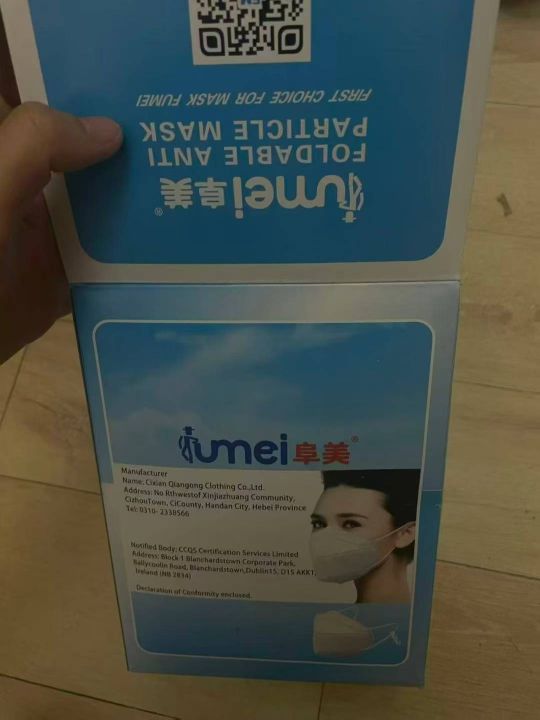 EN
FIRST CHOICE FOR MASK FUMEI
FOLDABLE ANTI
PARTICLE MASK
fumei阜美®
fumei阜美®
Manufacturer
Name: Cixian Qiangong Clothing Co.,Ltd.
Address: No Rthwestof Xinjiazhuang Community,
CizhouTown, CiCounty, Handan City, Hebei Province
Tel: 0310- 2338566
Notified Body: CCQS Certification Services Limited
Address: Block 1 Blanchardstown Corporate Park,
Ballycoolin Road, Blanchardstown,Dublin15, D15 AKK1,
Ireland (NB 2834)
Declaration of Conformity enclosed.